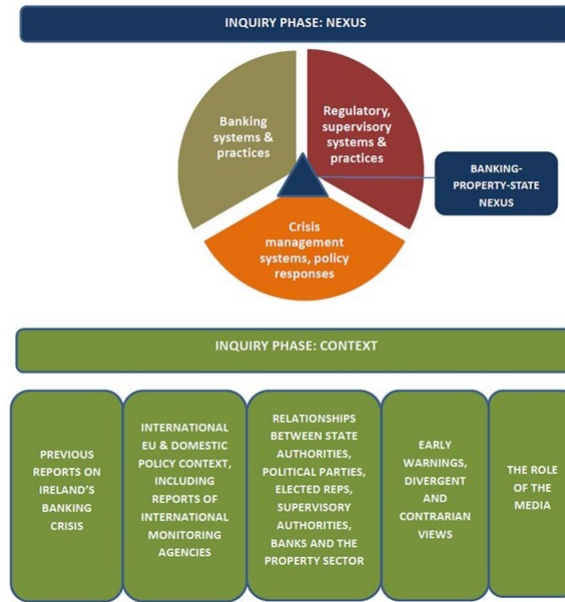 INQUIRY PHASE: NEXUS
Banking
systems &
practices
Regulatory,
supervisory
systems &
practices
BANKING-
PROPERTY-STATE
NEXUS
Crisis
management
systems, policy
responses
INQUIRY PHASE: CONTEXT
PREVIOUS
REPORTS ON
IRELAND'S
BANKING
CRISIS
INTERNATIONAL
EU & DOMESTIC
POLICY CONTEXT,
INCLUDING
REPORTS OF
INTERNATIONAL
MONITORING
AGENCIES
RELATIONSHIPS
BETWEEN STATE
AUTHORITIES,
POLITICAL PARTIES,
ELECTED REPS,
SUPERVISORY
AUTHORITIES,
BANKS AND THE
PROPERTY SECTOR
EARLY
WARNINGS,
DIVERGENT
AND
CONTRARIAN
VIEWS
THE ROLE
OF THE
MEDIA